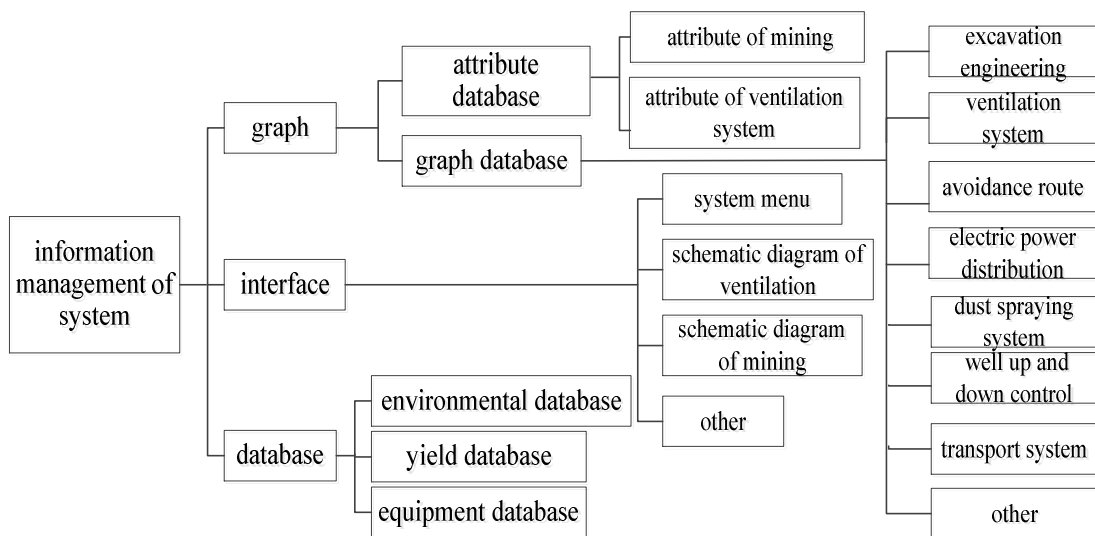 information
management of
system
graph
interface
database
attribute
database
graph database
environmental database
yield database
equipment database
attribute of mining
attribute of ventilation
system
system menu
schematic diagram of
ventilation
schematic diagram
of mining
other
excavation
engineering
ventilation
system
avoidance route
electric power
distribution
dust spraying
system
well up and
down control
transport system
other